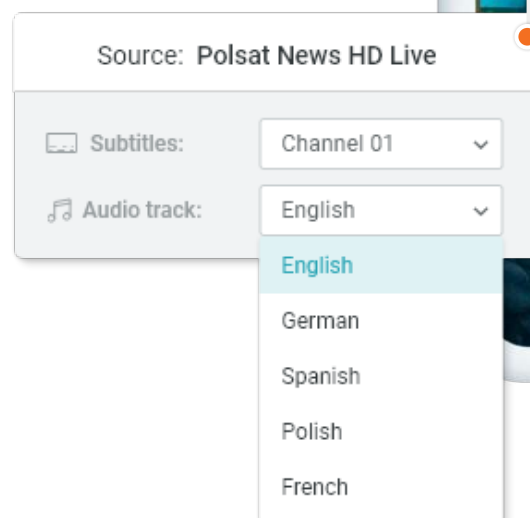 Source: Polsat News HD Live
Subtitles: Channel 01
Audio track: English
English
German
Spanish
Polish
French